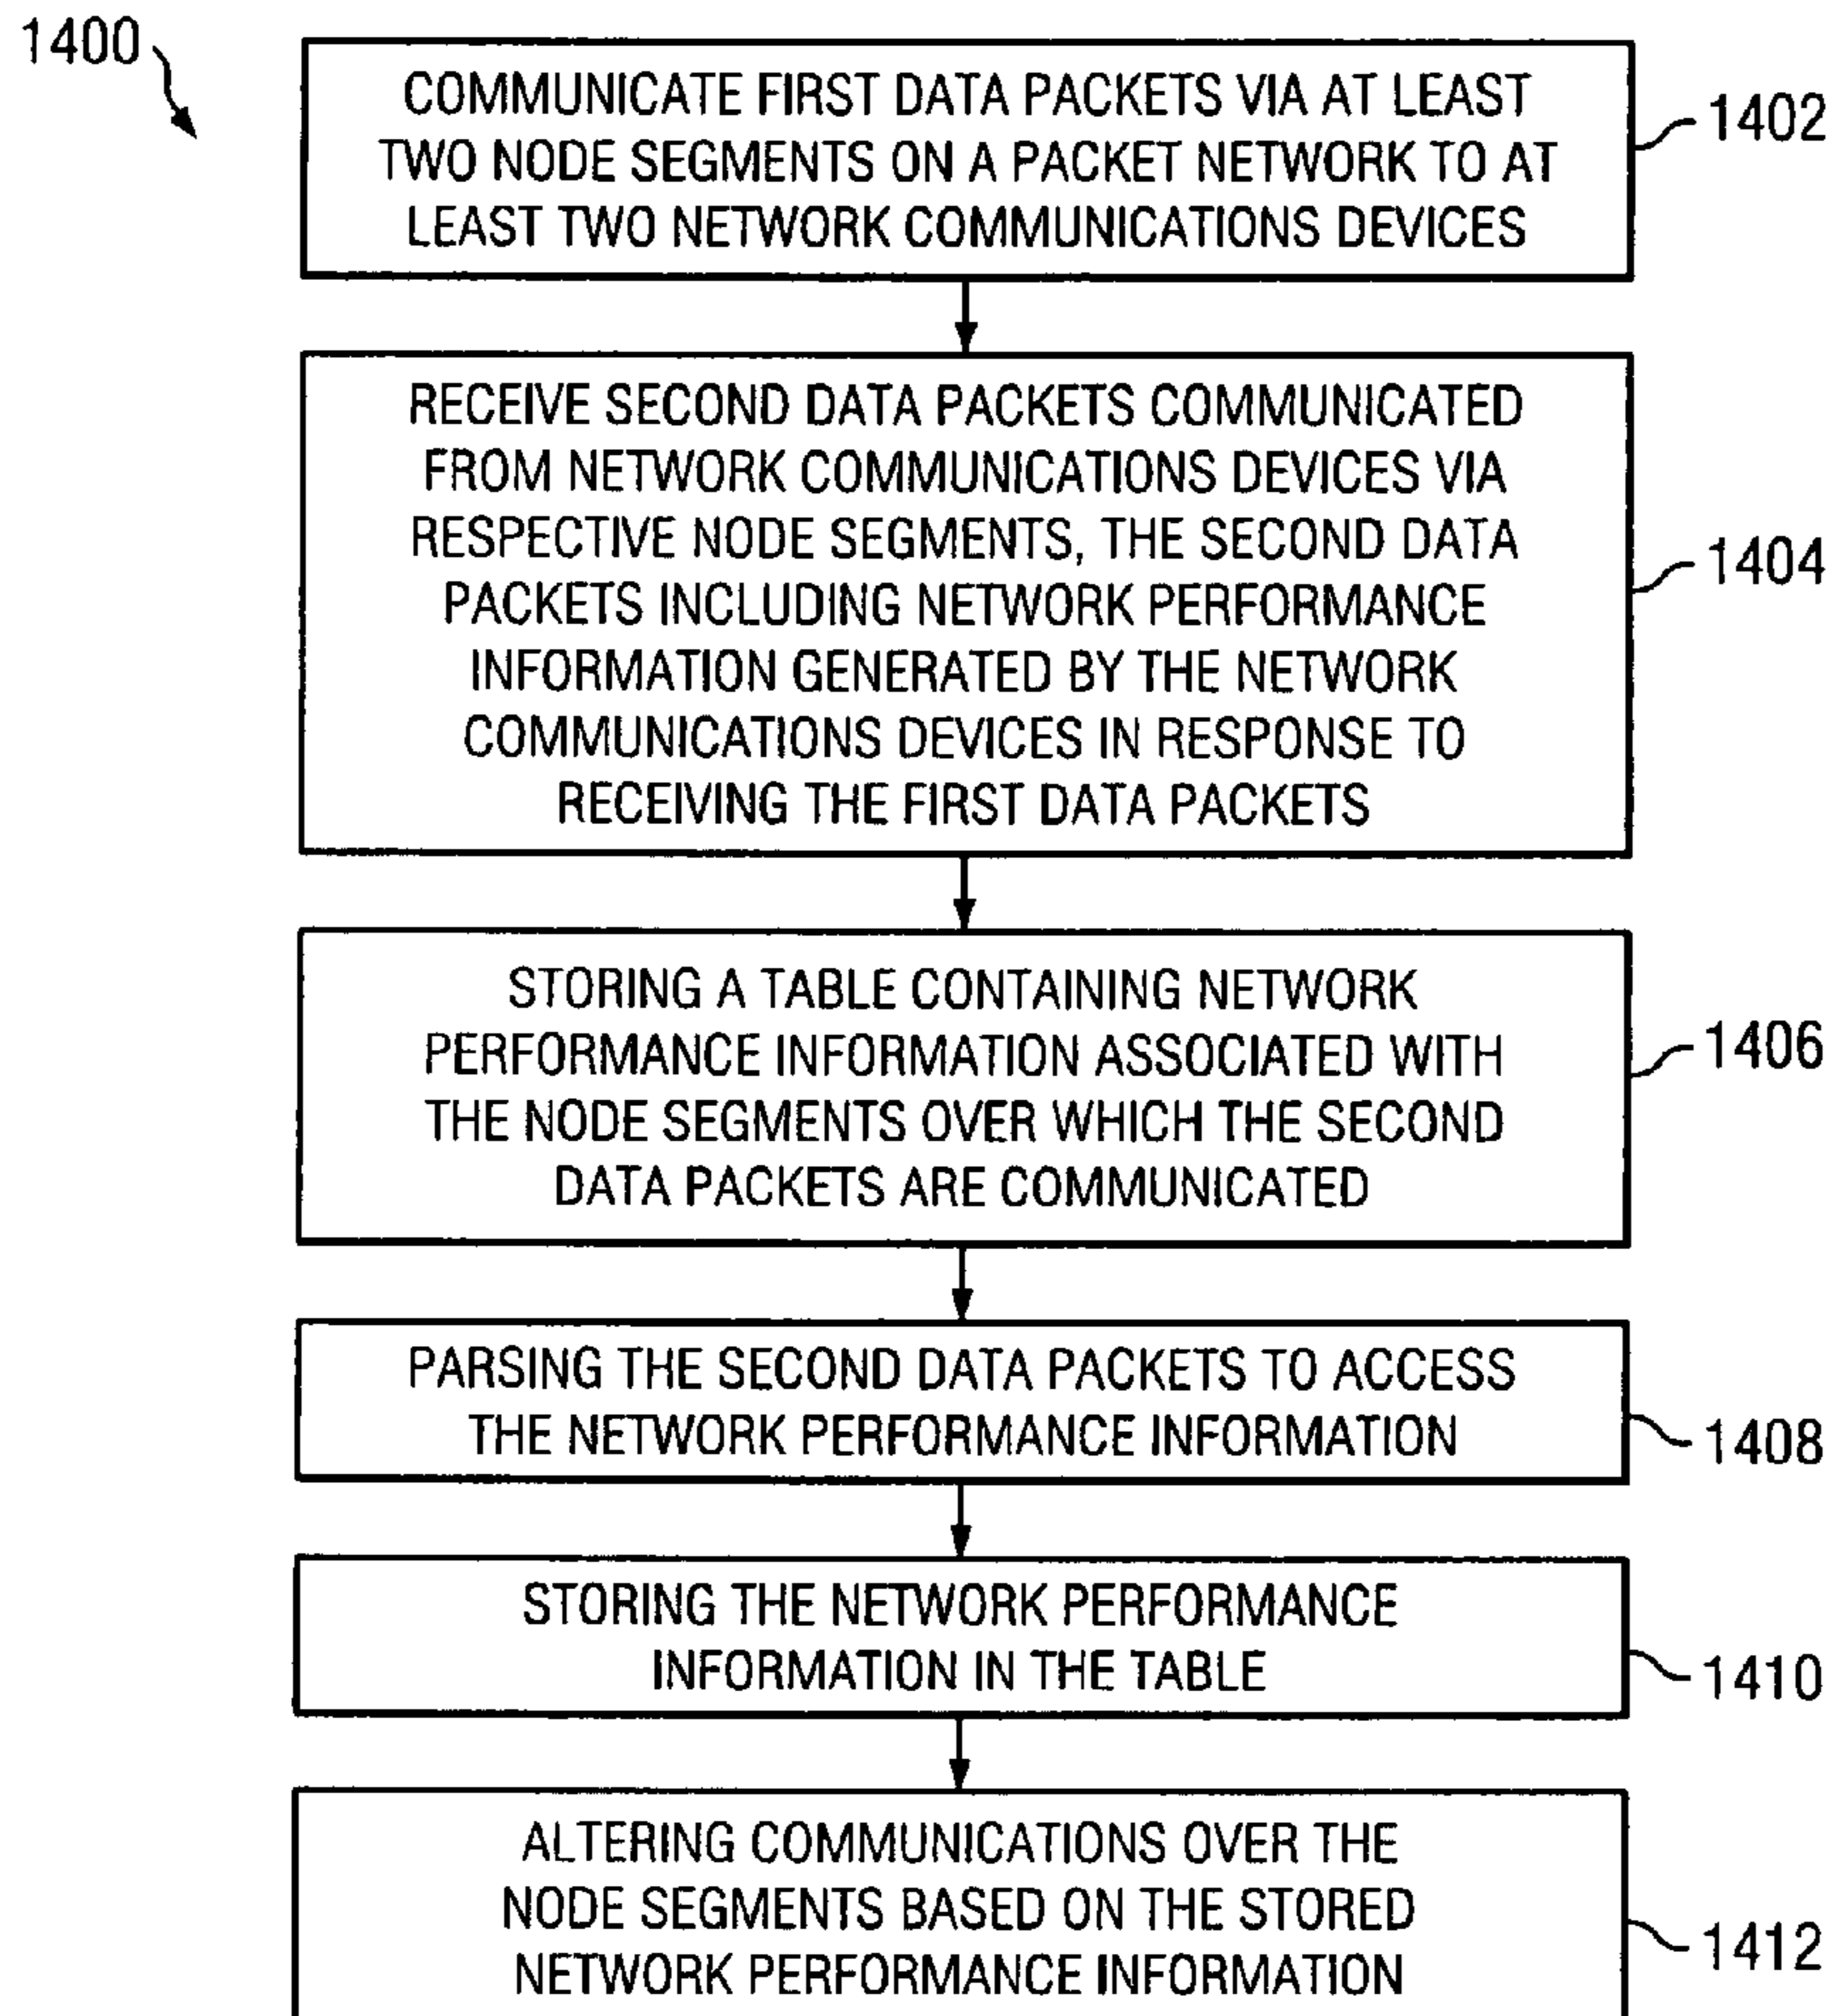 1400
COMMUNICATE FIRST DATA PACKETS VIA AT LEAST
TWO NODE SEGMENTS ON A PACKET NETWORK TO AT
LEAST TWO NETWORK COMMUNICATIONS DEVICES
1402
RECEIVE SECOND DATA PACKETS COMMUNICATED
FROM NETWORK COMMUNICATIONS DEVICES VIA
RESPECTIVE NODE SEGMENTS, THE SECOND DATA
PACKETS INCLUDING NETWORK PERFORMANCE
INFORMATION GENERATED BY THE NETWORK
COMMUNICATIONS DEVICES IN RESPONSE TO
RECEIVING THE FIRST DATA PACKETS
1404
STORING A TABLE CONTAINING NETWORK
PERFORMANCE INFORMATION ASSOCIATED WITH
THE NODE SEGMENTS OVER WHICH THE SECOND
DATA PACKETS ARE COMMUNICATED
1406
PARSING THE SECOND DATA PACKETS TO ACCESS
THE NETWORK PERFORMANCE INFORMATION
1408
STORING THE NETWORK PERFORMANCE
INFORMATION IN THE TABLE
1410
ALTERING COMMUNICATIONS OVER THE
NODE SEGMENTS BASED ON THE STORED
NETWORK PERFORMANCE INFORMATION
1412